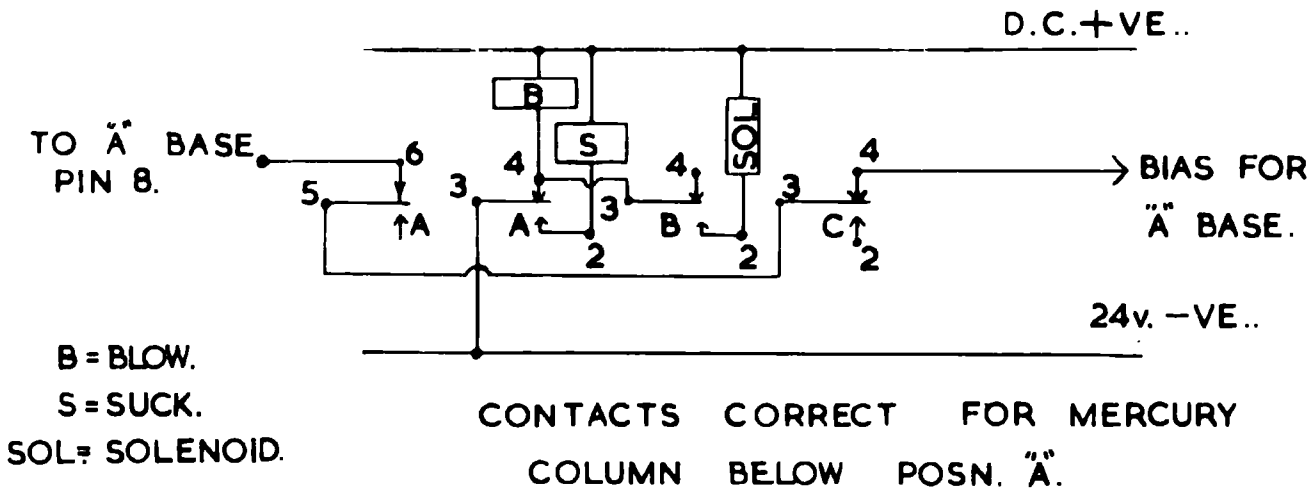 D.C.+VE..
B
S
SOL
TO "A" BASE
PIN 8.
6
5
A
3
4
A
2
3
4
B
2
3
4
C
2
BIAS FOR
"A" BASE.
24v. -VE..
B = BLOW.
S = SUCK.
SOL= SOLENOID.
CONTACTS CORRECT FOR MERCURY
COLUMN BELOW POSN. "A".